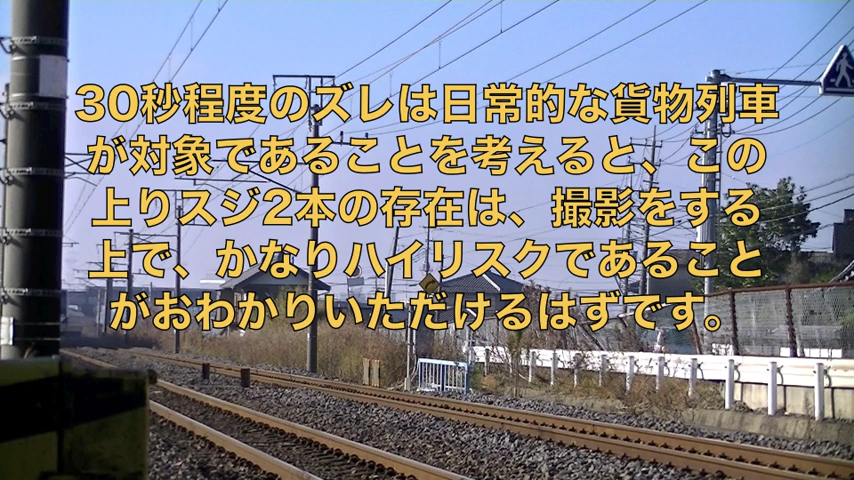 30秒程度のズレは日常的な貨物列車
が対象であることを考えると、この
上りスジ2本の存在は、撮影をする
上で、かなりハイリスクであること
がおわかりいただけるはずです。